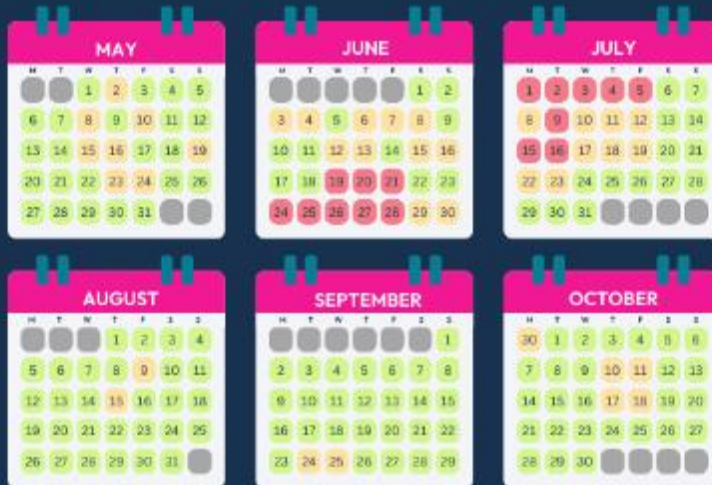 MAY
M T W T F S S
1 2 3 4 5
6 7 8 9 10 11 12
13 14 15 16 17 18 19
20 21 22 23 24 25 26
27 28 29 30 31
JUNE
M T W T F S S
1 2
3 4 5 6 7 8 9
10 11 12 13 14 15 16
17 18 19 20 21 22 23
24 25 26 27 28 29 30
JULY
M T W T F S S
1 2 3 4 5 6 7
8 9 10 11 12 13 14
15 16 17 18 19 20 21
22 23 24 25 26 27 28
29 30 31
AUGUST
M T W T F S S
1 2 3 4
5 6 7 8 9 10 11
12 13 14 15 16 17 18
19 20 21 22 23 24 25
26 27 28 29 30 31
SEPTEMBER
M T W T F S S
1
2 3 4 5 6 7 8
9 10 11 12 13 14 15
16 17 18 19 20 21 22
23 24 25 26 27 28 29
OCTOBER
M T W T F S S
30 1 2 3 4 5 6
7 8 9 10 11 12 13
14 15 16 17 18 19 20
21 22 23 24 25 26 27
28 29 30